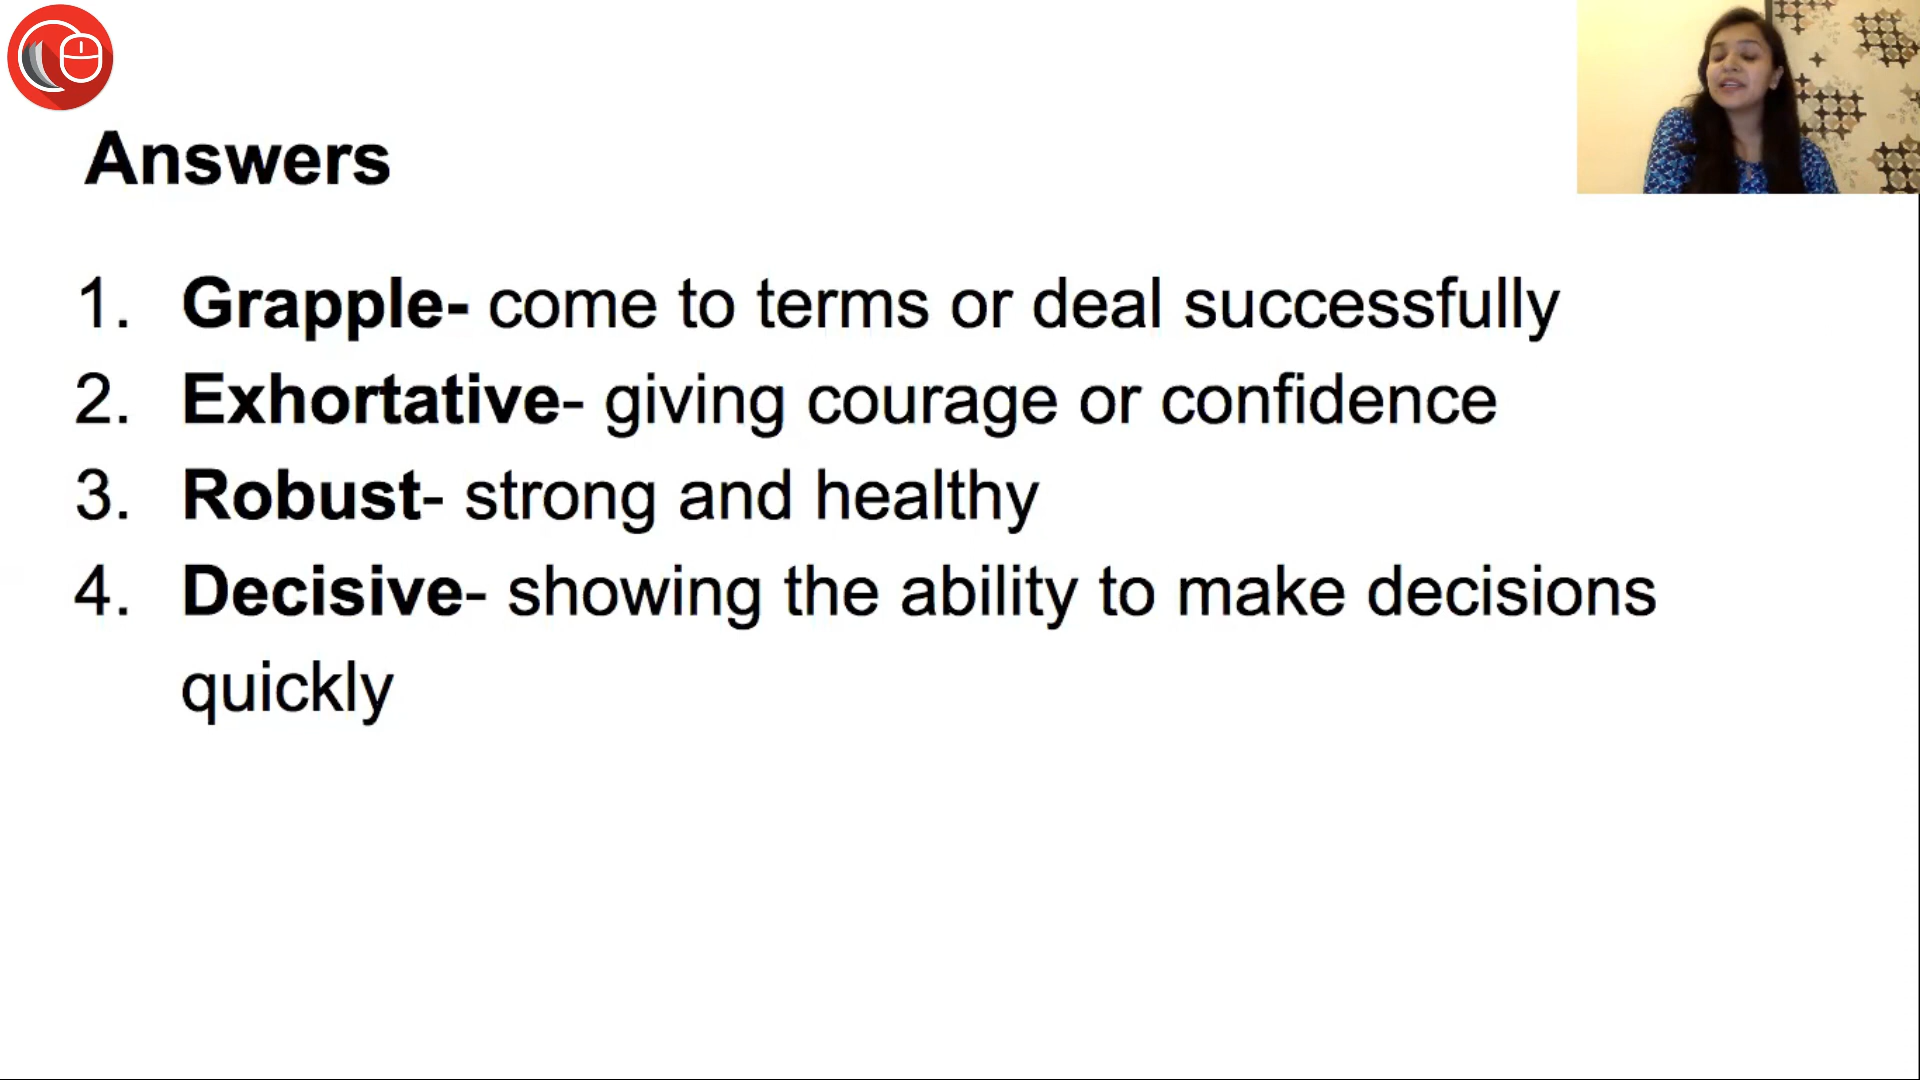 Answers
1. Grapple- come to terms or deal successfully
2. Exhortative- giving courage or confidence
3. Robust- strong and healthy
4. Decisive- showing the ability to make decisions
quickly